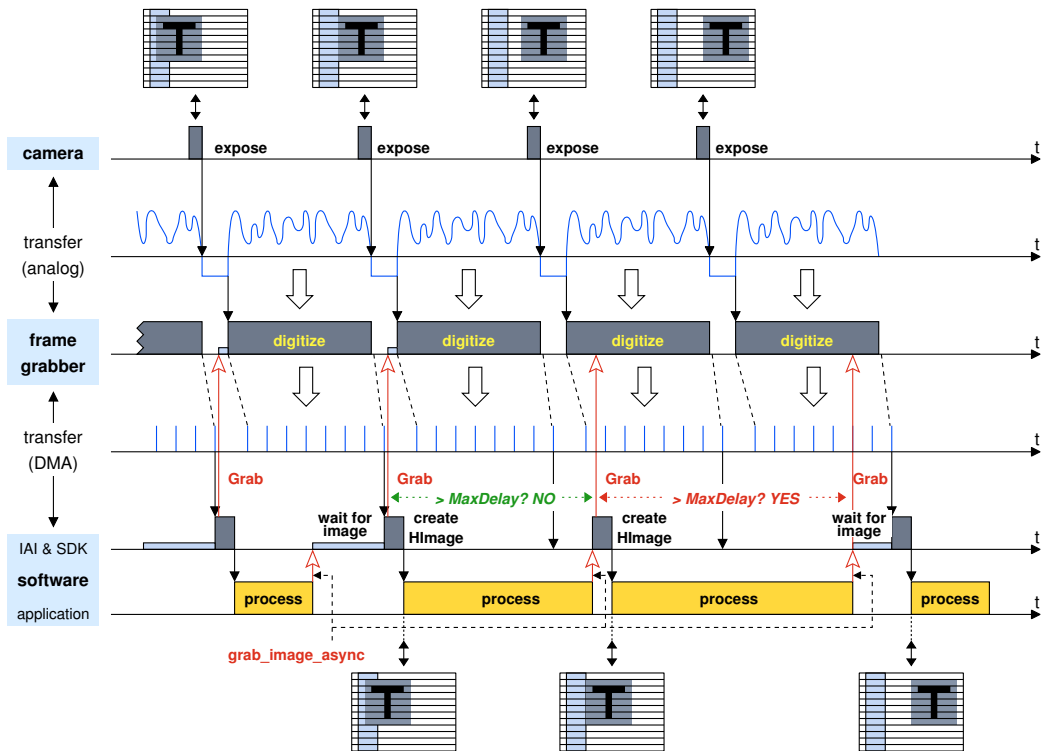 T T T T
expose expose expose expose t
camera
transfer
(analog)
t
frame
grabber
digitize digitize digitize digitize t
transfer
(DMA)
t
Grab Grab Grab Grab
> MaxDelay? NO > MaxDelay? YES
wait for
image
wait for
image
create
HImage
create
HImage
IAI & SDK t
software
application
process process process process t
grab_image_async
T T T